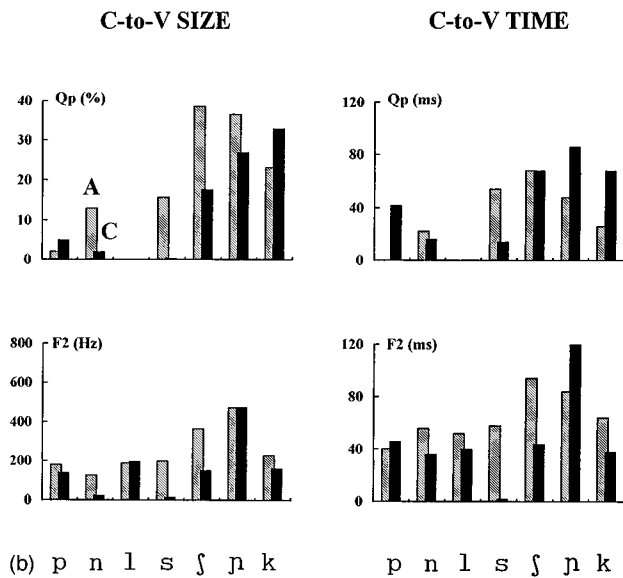 C-to-V SIZE
C-to-V TIME
Qp (%)
40
30
20
10
0
A
C
Qp (ms)
120
80
40
0
F2 (Hz)
800
600
400
200
0
F2 (ms)
120
80
40
0
(b) p n l s ʃ ɲ k
p n l s ʃ ɲ k